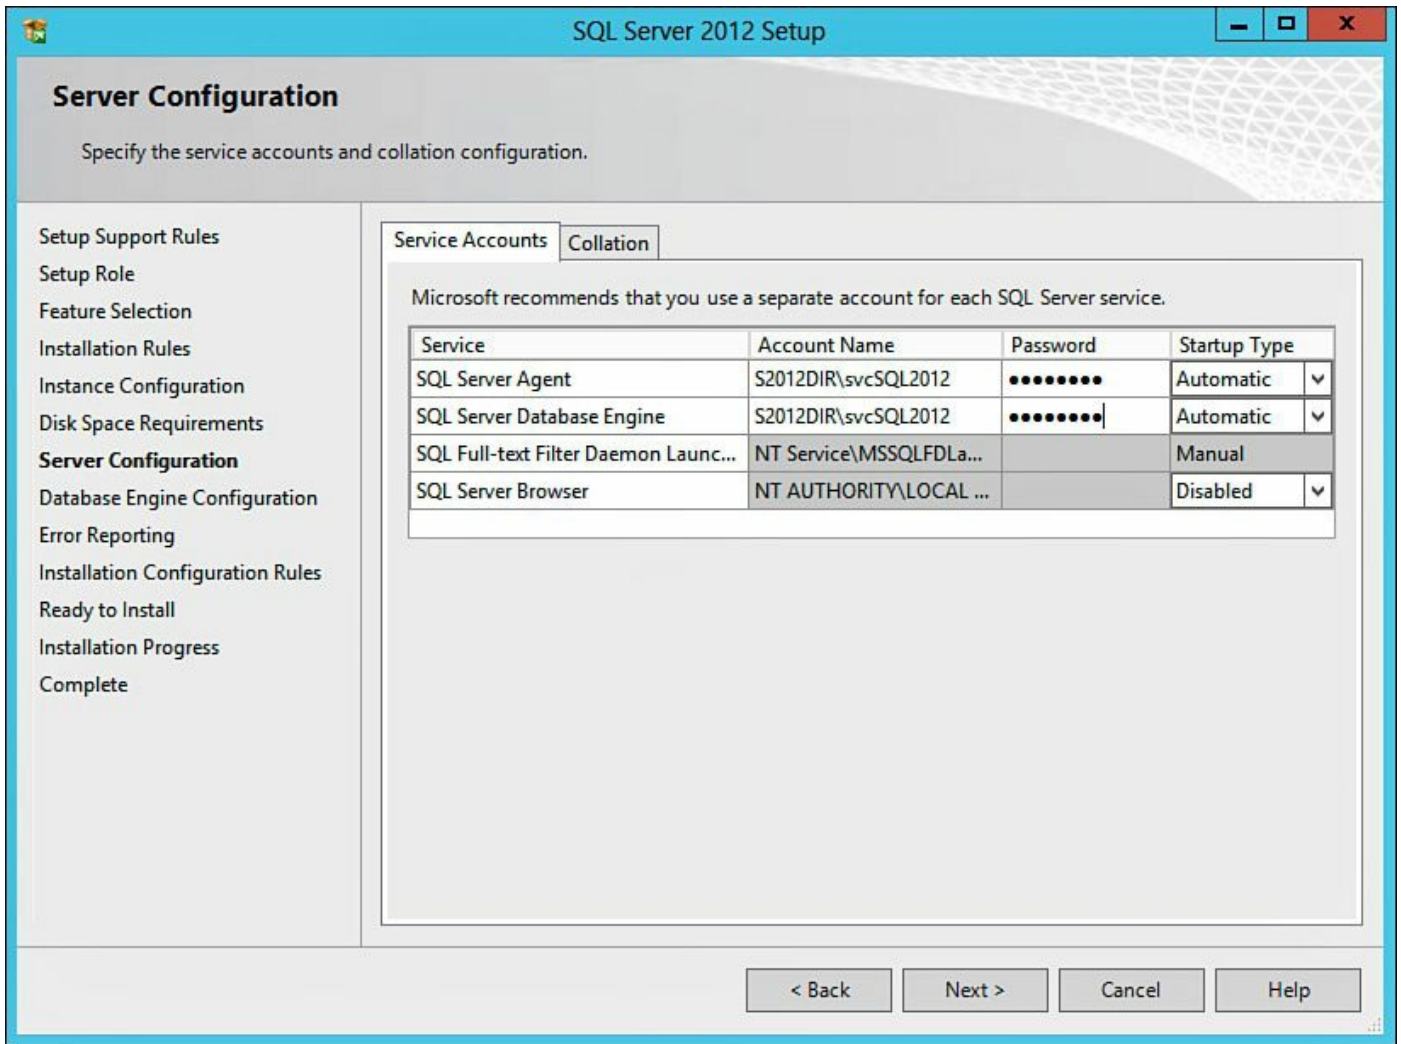 SQL Server 2012 Setup
Server Configuration
Specify the service accounts and collation configuration.
Setup Support Rules
Setup Role
Feature Selection
Installation Rules
Instance Configuration
Disk Space Requirements
Server Configuration
Database Engine Configuration
Error Reporting
Installation Configuration Rules
Ready to Install
Installation Progress
Complete
Service Accounts Collation
Microsoft recommends that you use a separate account for each SQL Server service.
Service Account Name Password Startup Type
SQL Server Agent S2012DIR\svcSQL2012 ●●●●●●●● Automatic
SQL Server Database Engine S2012DIR\svcSQL2012 ●●●●●●●● Automatic
SQL Full-text Filter Daemon Launc... NT Service\MSSQLFDLa... Manual
SQL Server Browser NT AUTHORITY\LOCAL ... Disabled
< Back Next > Cancel Help